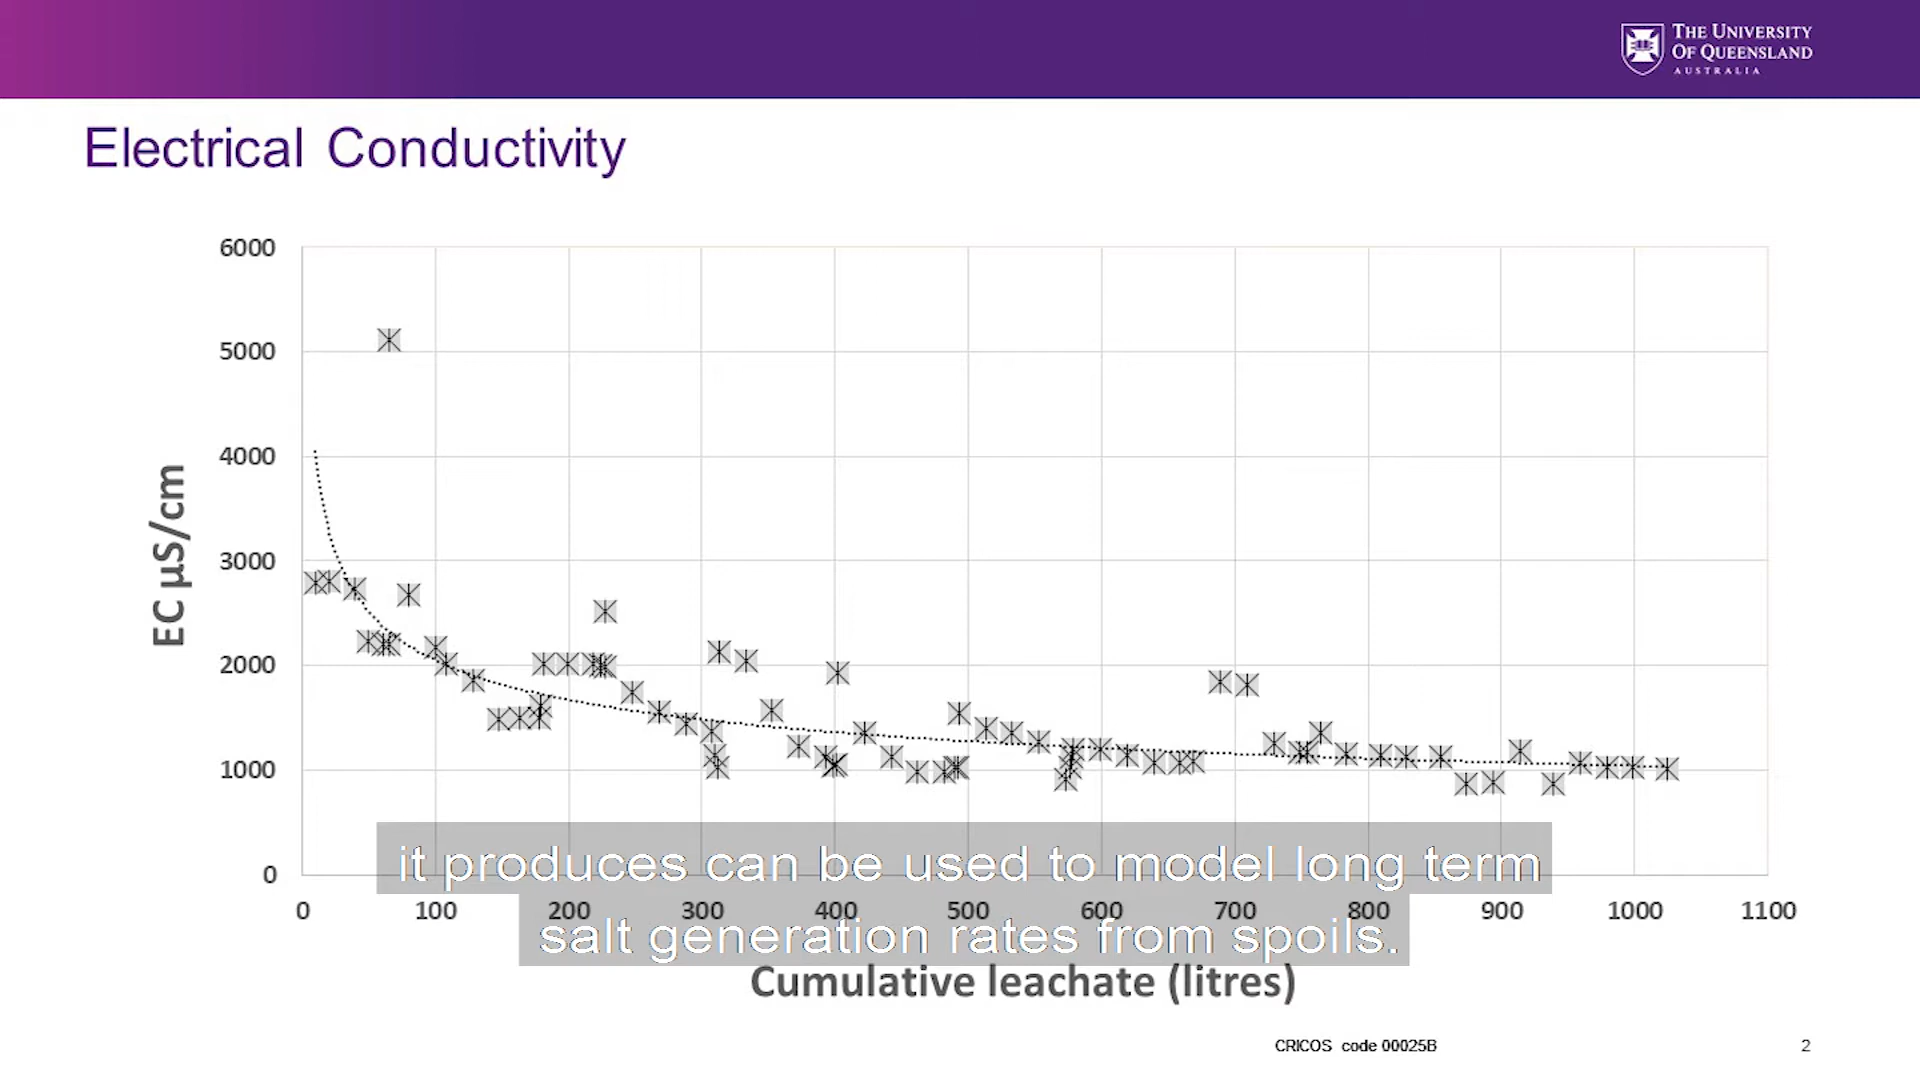 THE UNIVERSITY
OF QUEENSLAND
AUSTRALIA
Electrical Conductivity
6000
5000
4000
3000
2000
1000
0
EC µS/cm
it produces can be used to model long term
salt generation rates from spoils.
0 100 200 300 400 500 600 700 800 900 1000 1100
Cumulative leachate (litres)
CRICOS code 00025B
2